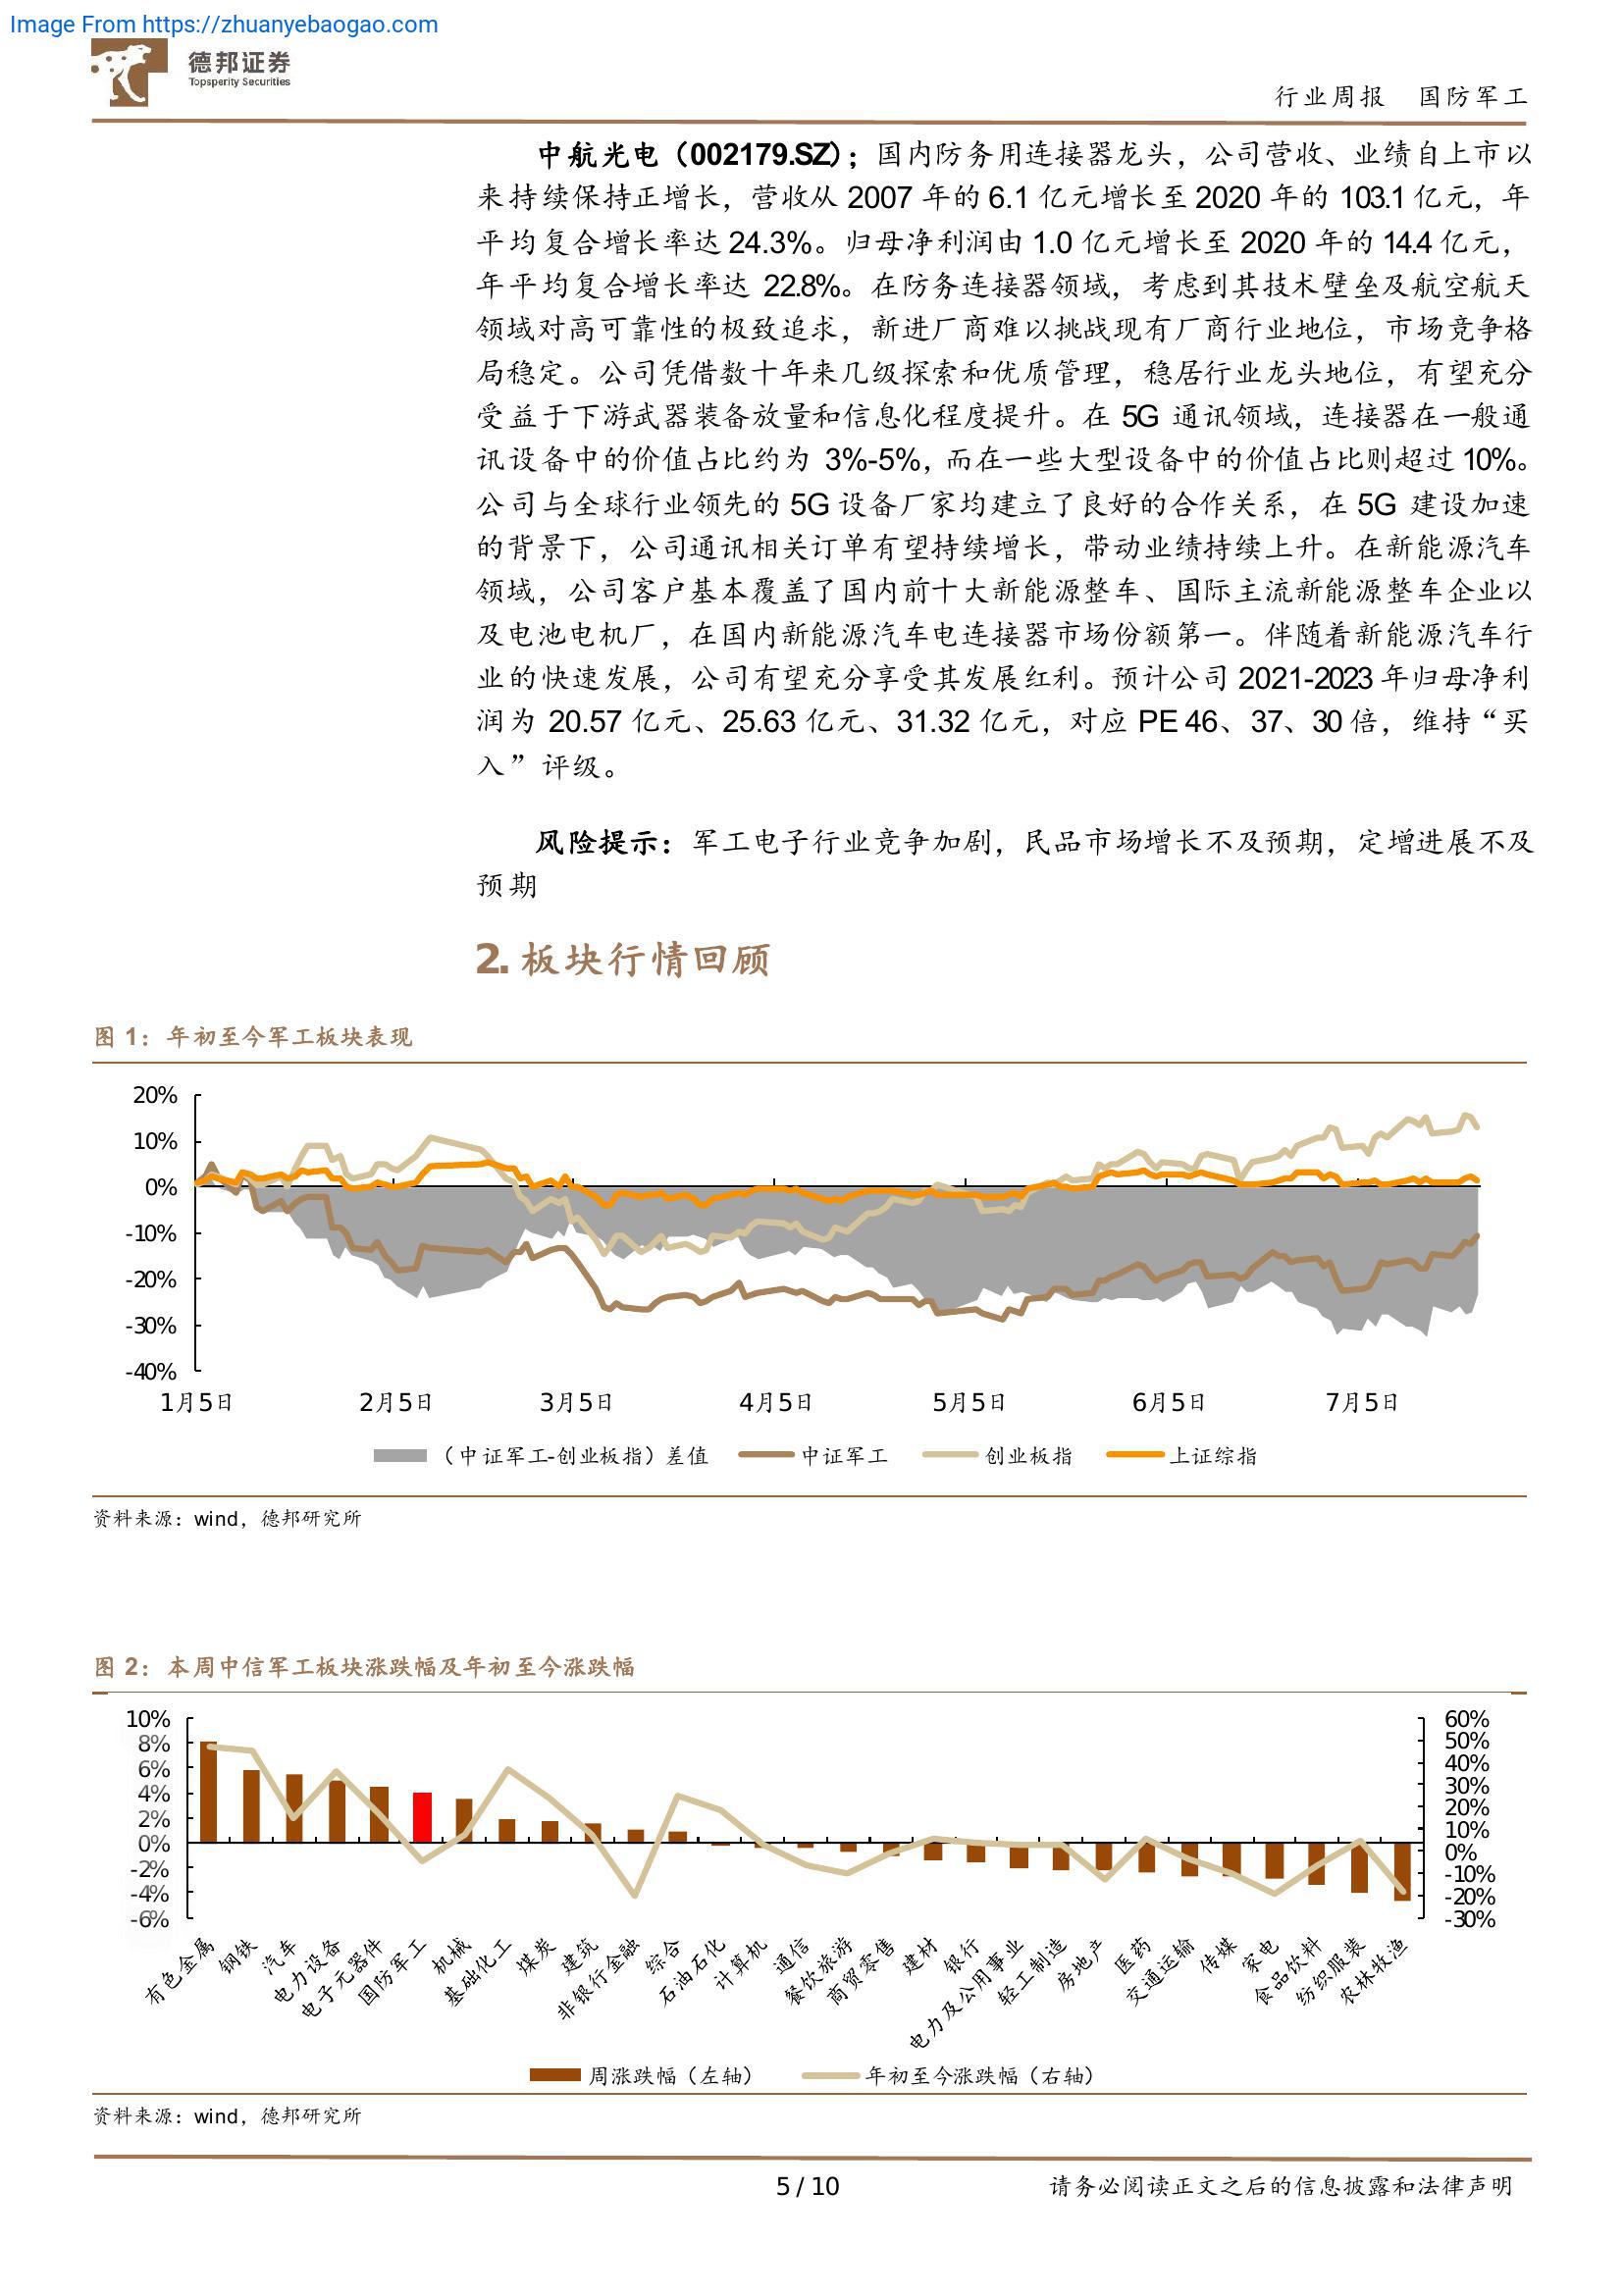 Image From https://zhuanyebaogao.com
德邦证券
Topsperity Securities
行业周报 国防军工
中航光电（002179.SZ）；国内防务用连接器龙头，公司营收、业绩自上市以
来持续保持正增长，营收从 2007 年的 6.1 亿元增长至 2020 年的 103.1 亿元，年
平均复合增长率达 24.3%。归母净利润由 1.0 亿元增长至 2020 年的 14.4 亿元，
年平均复合增长率达 22.8%。在防务连接器领域，考虑到其技术壁垒及航空航天
领域对高可靠性的极致追求，新进厂商难以挑战现有厂商行业地位，市场竞争格
局稳定。公司凭借数十年来几级探索和优质管理，稳居行业龙头地位，有望充分
受益于下游武器装备放量和信息化程度提升。在 5G 通讯领域，连接器在一般通
讯设备中的价值占比约为 3%-5%，而在一些大型设备中的价值占比则超过 10%。
公司与全球行业领先的 5G 设备厂家均建立了良好的合作关系，在 5G 建设加速
的背景下，公司通讯相关订单有望持续增长，带动业绩持续上升。在新能源汽车
领域，公司客户基本覆盖了国内前十大新能源整车、国际主流新能源整车企业以
及电池电机厂，在国内新能源汽车电连接器市场份额第一。伴随着新能源汽车行
业的快速发展，公司有望充分享受其发展红利。预计公司 2021-2023 年归母净利
润为 20.57 亿元、25.63 亿元、31.32 亿元，对应 PE 46、37、30 倍，维持“买
入”评级。
风险提示：军工电子行业竞争加剧，民品市场增长不及预期，定增进展不及
预期
2. 板块行情回顾
图 1：年初至今军工板块表现
20%
10%
0%
-10%
-20%
-30%
-40%
1月5日 2月5日 3月5日 4月5日 5月5日 6月5日 7月5日
（中证军工-创业板指）差值 中证军工 创业板指 上证综指
资料来源：wind，德邦研究所
图 2：本周中信军工板块涨跌幅及年初至今涨跌幅
10%
8%
6%
4%
2%
0%
-2%
-4%
-6%
60%
50%
40%
30%
20%
10%
0%
-10%
-20%
-30%
有色金属 钢铁 汽车 电力设备 电子元器件 国防军工 机械 基础化工 煤炭 建筑 非银行金融 综合 石油石化 计算机 通信 餐饮旅游 商贸零售 建材 银行 电力及公用事业 轻工制造 房地产 医药 交通运输 传媒 家电 食品饮料 纺织服装 农林牧渔
周涨跌幅（左轴） 年初至今涨跌幅（右轴）
资料来源：wind，德邦研究所
5 / 10
请务必阅读正文之后的信息披露和法律声明